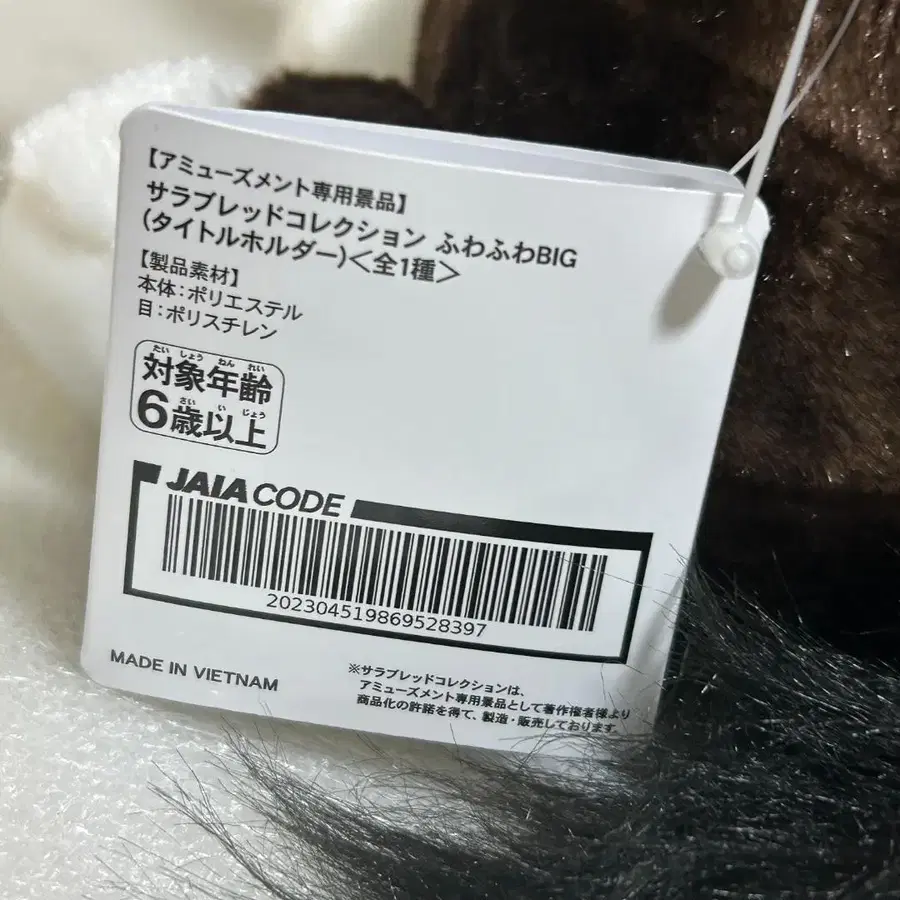 【アミューズメント専用景品】
サラブレッドコレクション ふわふわBIG
(タイトルホルダー)<全1種>
【製品素材】
本体:ポリエステル
目:ポリスチレン
たい しょう ねん れい
対象年齢
さい い じょう
6歳以上
JAIA CODE
202304519869528397
MADE IN VIETNAM
※サラブレッドコレクションは、
アミューズメント専用景品として著作権者様より
商品化の許諾を得て、製造・販売しております。